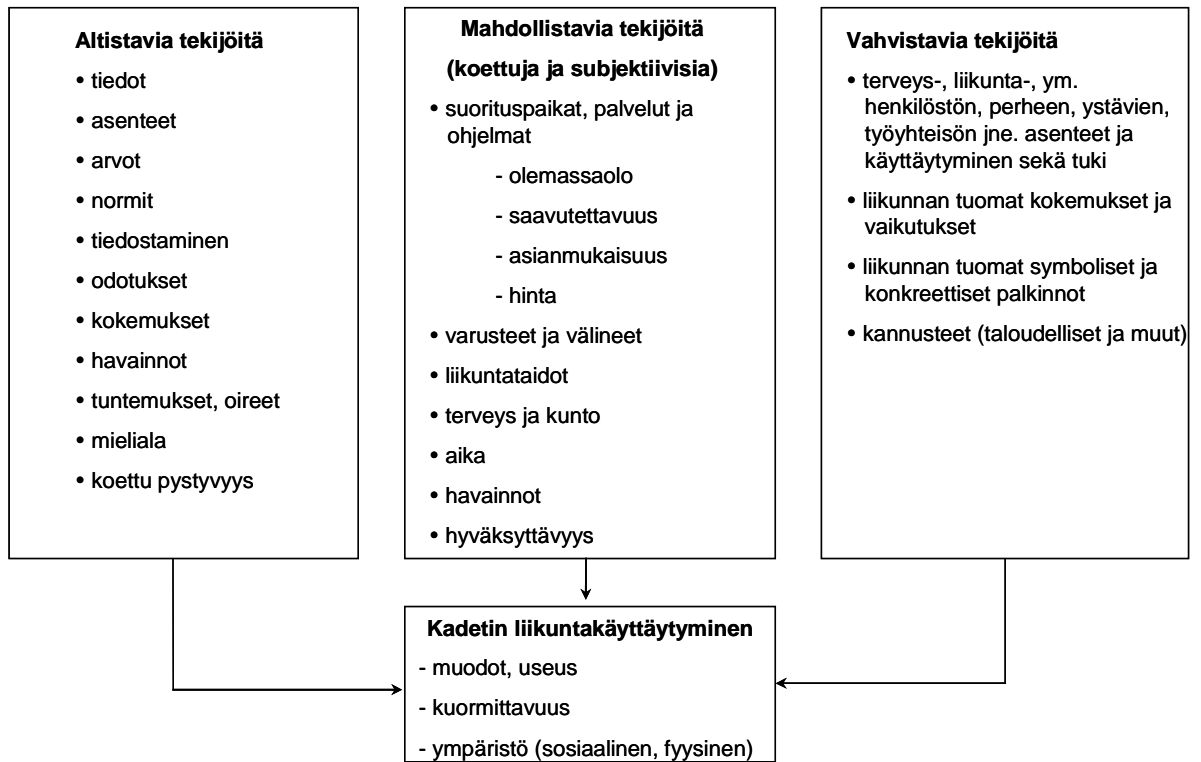 Altistavia tekijöitä
• tiedot
• asenteet
• arvot
• normit
• tiedostaminen
• odotukset
• kokemukset
• havainnot
• tuntemukset, oireet
• mieliala
• koettu pystyvyys
Mahdollistavia tekijöitä
(koettuja ja subjektiivisia)
• suorituspaikat, palvelut ja
ohjelmat
- olemassaolo
- saavutettavuus
- asianmukaisuus
- hinta
• varusteet ja välineet
• liikuntataidot
• terveys ja kunto
• aika
• havainnot
• hyväksyttävyys
Vahvistavia tekijöitä
• terveys-, liikunta-, ym.
henkilöstön, perheen, ystävien,
työyhteisön jne. asenteet ja
käyttäytyminen sekä tuki
• liikunnan tuomat kokemukset ja
vaikutukset
• liikunnan tuomat symboliset ja
konkreettiset palkinnot
• kannusteet (taloudelliset ja muut)
Kadetin liikuntakäyttäytyminen
- muodot, useus
- kuormittavuus
- ympäristö (sosiaalinen, fyysinen)